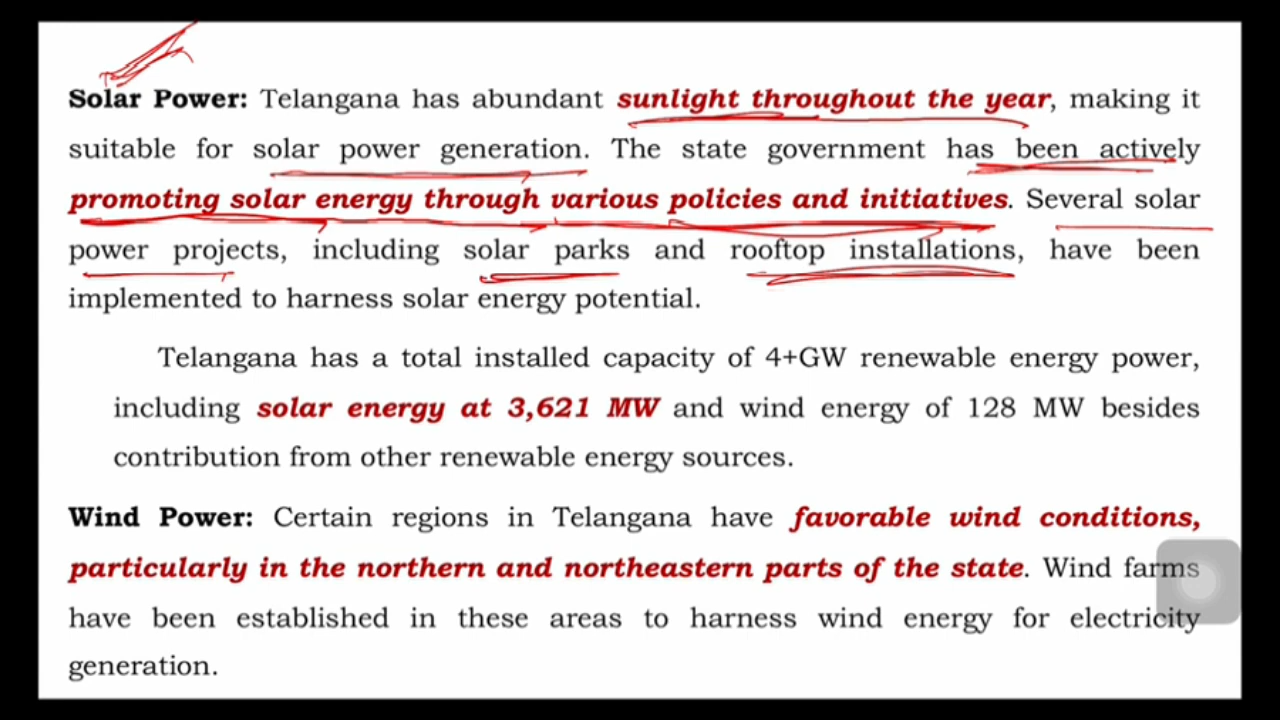 Solar Power: Telangana has abundant sunlight throughout the year, making it
suitable for solar power generation. The state government has been actively
promoting solar energy through various policies and initiatives. Several solar
power projects, including solar parks and rooftop installations, have been
implemented to harness solar energy potential.
Telangana has a total installed capacity of 4+GW renewable energy power,
including solar energy at 3,621 MW and wind energy of 128 MW besides
contribution from other renewable energy sources.
Wind Power: Certain regions in Telangana have favorable wind conditions,
particularly in the northern and northeastern parts of the state. Wind farms
have been established in these areas to harness wind energy for electricity
generation.